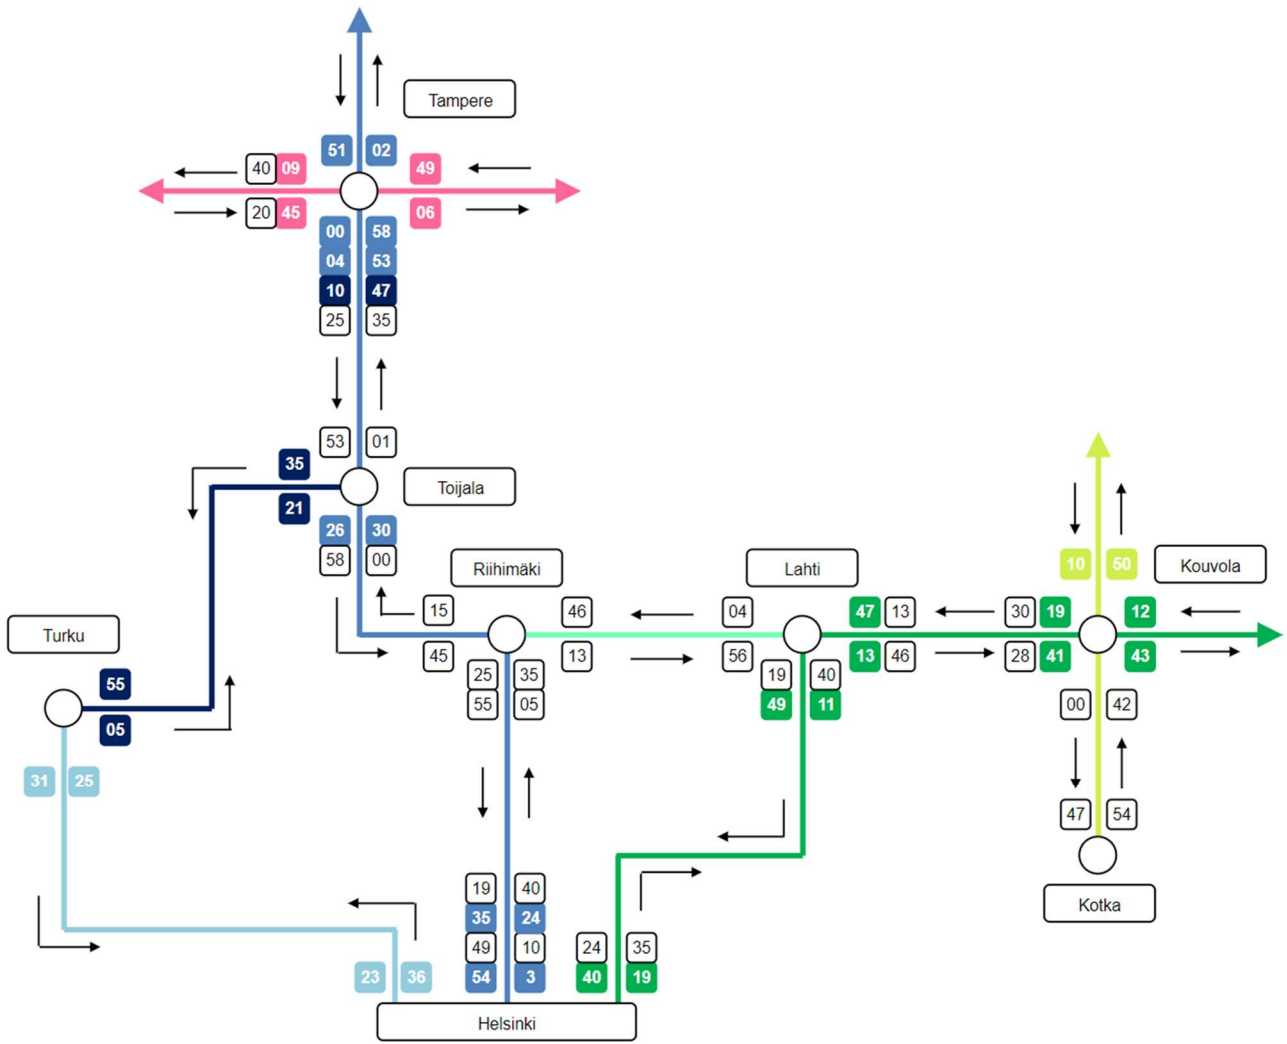 Tampere
51 02
40 09 49
20 45 06
00 58
04 53
10 47
25 35
53 01
35
21
Toijala
26 30
58 00
Riihimäki
Lahti
10 50
Kouvola
15 46 04 47 13 30 19 12
45 13 56 13 46 28 41 43
Turku
25 35 19 40
55 05 49 11
00 42
55
05
31 25
47 54
19 40
35 24
Kotka
49 10 24 35
23 36 54 3 40 19
Helsinki